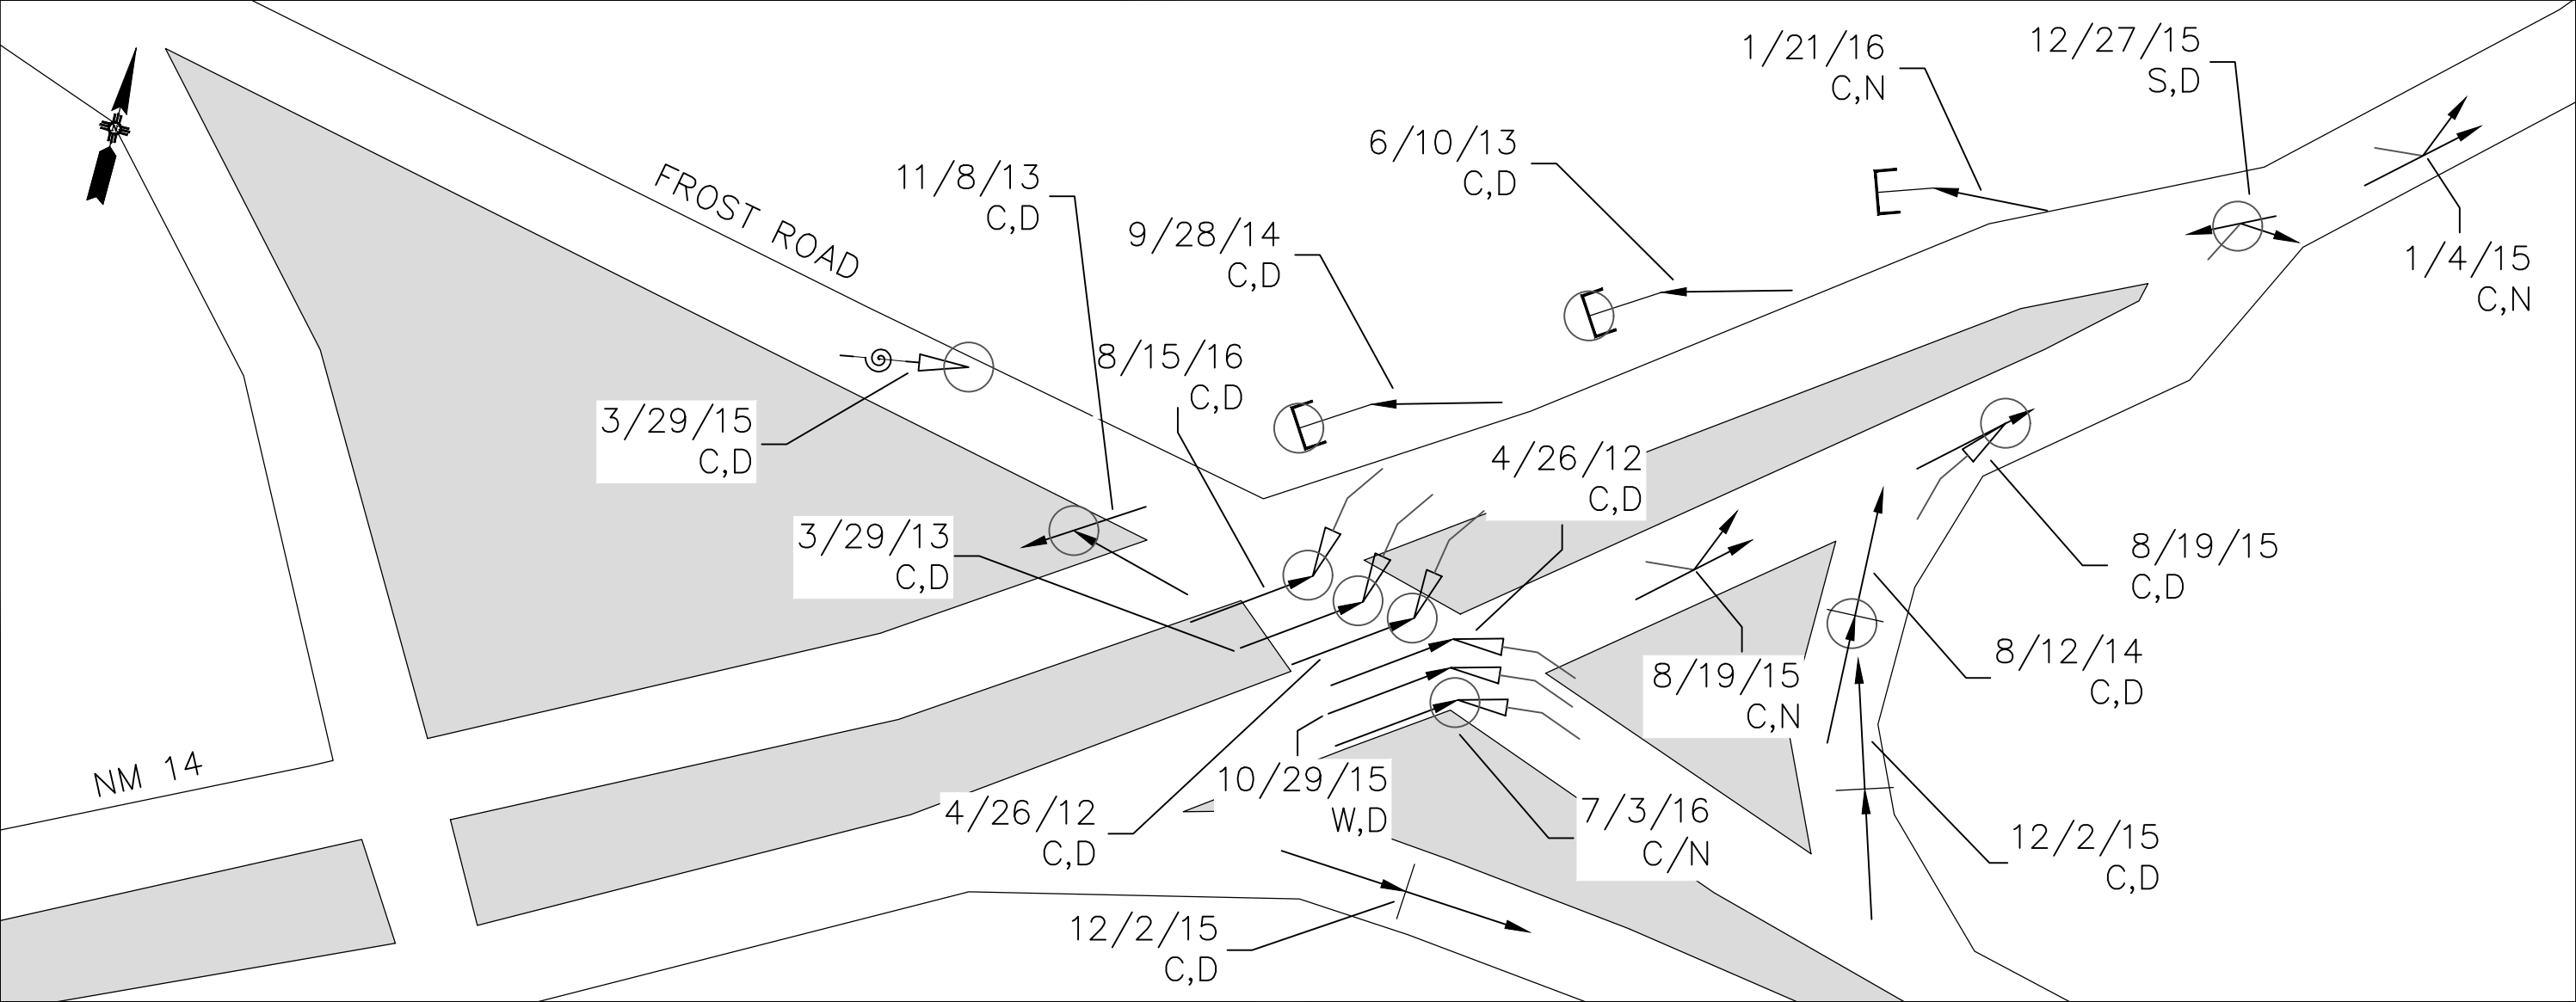 1/21/16
C,N
12/27/15
S,D
6/10/13
C,D
11/8/13
C,D
FROST ROAD
9/28/14
C,D
1/4/15
C,N
8/15/16
C,D
3/29/15
C,D
4/26/12
C,D
3/29/13
C,D
8/19/15
C,D
8/12/14
C,D
8/19/15
C,N
NM 14
10/29/15
W,D
7/3/16
C/N
4/26/12
C,D
12/2/15
C,D
12/2/15
C,D